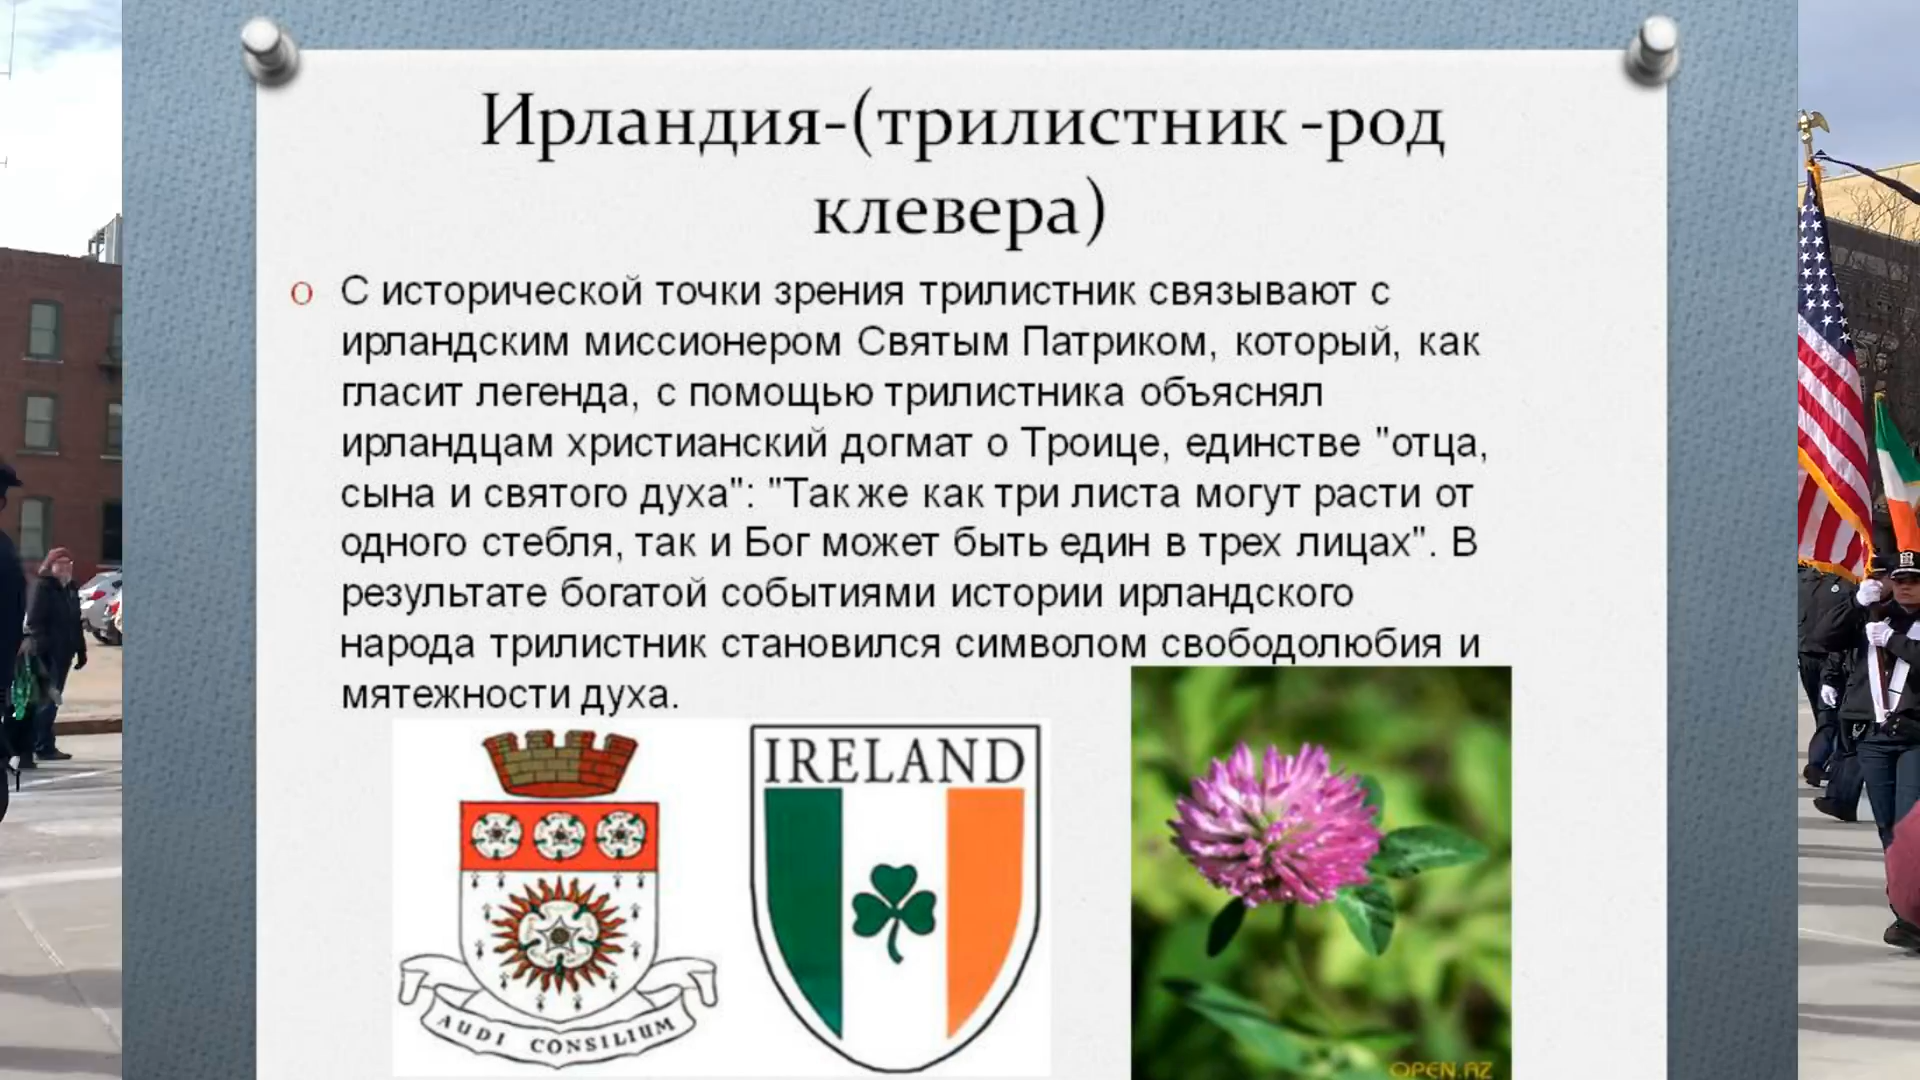 Ирландия-(трилистник -род
клевера)
С исторической точки зрения трилистник связывают с
ирландским миссионером Святым Патриком, который, как
гласит легенда, с помощью трилистника объяснял
ирландцам христианский догмат о Троице, единстве "отца,
сына и святого духа": "Так же как три листа могут расти от
одного стебля, так и Бог может быть един в трех лицах". В
результате богатой событиями истории ирландского
народа трилистник становился символом свободолюбия и
мятежности духа.
IRELAND
AUDI CONSILIUM
OPEN.AZ